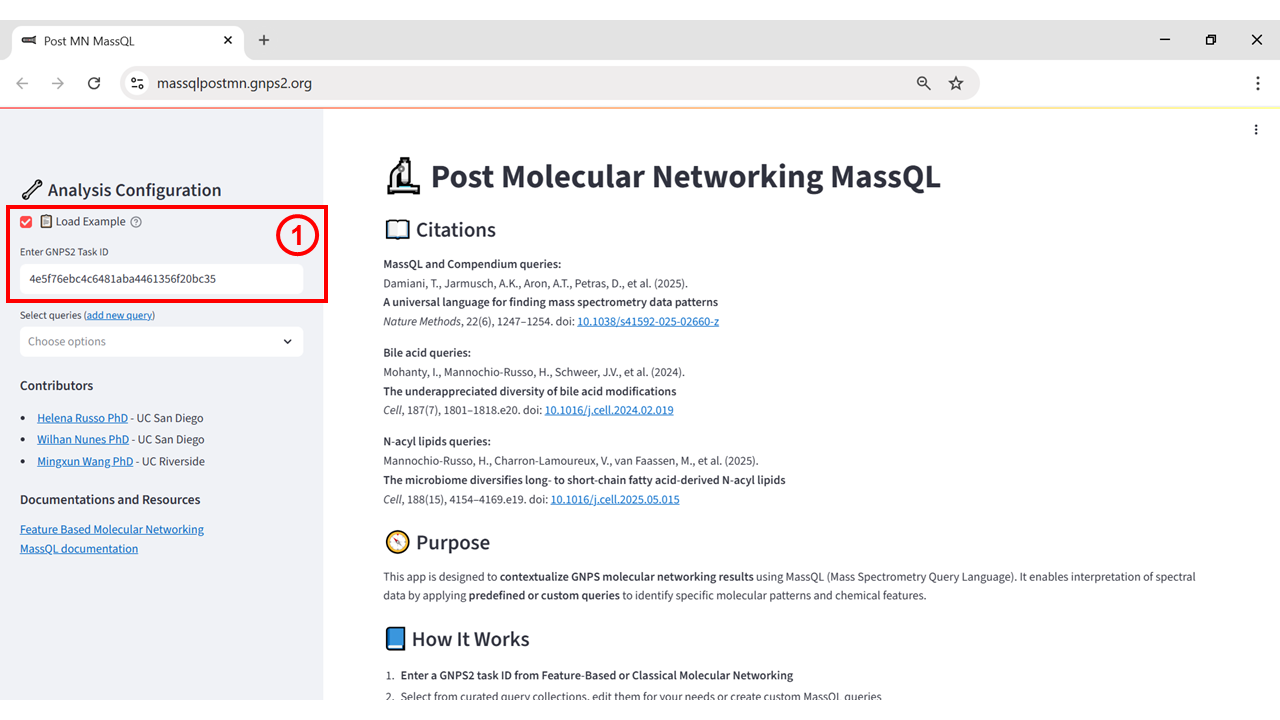 Post MN MassQL
massqlpostmn.gnps2.org
Analysis Configuration
Load Example
1
Enter GNPS2 Task ID
4e5f76ebc4c6481aba4461356f20bc35
Select queries (add new query)
Choose options
Contributors
• Helena Russo PhD - UC San Diego
• Wilhan Nunes PhD - UC San Diego
• Mingxun Wang PhD - UC Riverside
Documentations and Resources
Feature Based Molecular Networking
MassQL documentation
Post Molecular Networking MassQL
Citations
MassQL and Compendium queries:
Damiani, T., Jarmusch, A.K., Aron, A.T., Petras, D., et al. (2025).
A universal language for finding mass spectrometry data patterns
Nature Methods, 22(6), 1247–1254. doi: 10.1038/s41592-025-02660-z
Bile acid queries:
Mohanty, I., Mannochio-Russo, H., Schweer, J.V., et al. (2024).
The underappreciated diversity of bile acid modifications
Cell, 187(7), 1801–1818.e20. doi: 10.1016/j.cell.2024.02.019
N-acyl lipids queries:
Mannochio-Russo, H., Charron-Lamoureux, V., van Faassen, M., et al. (2025).
The microbiome diversifies long- to short-chain fatty acid-derived N-acyl lipids
Cell, 188(15), 4154–4169.e19. doi: 10.1016/j.cell.2025.05.015
Purpose
This app is designed to contextualize GNPS molecular networking results using MassQL (Mass Spectrometry Query Language). It enables interpretation of spectral
data by applying predefined or custom queries to identify specific molecular patterns and chemical features.
How It Works
1. Enter a GNPS2 task ID from Feature-Based or Classical Molecular Networking
2. Select from curated query collections, edit them for your needs or create custom MassQL queries